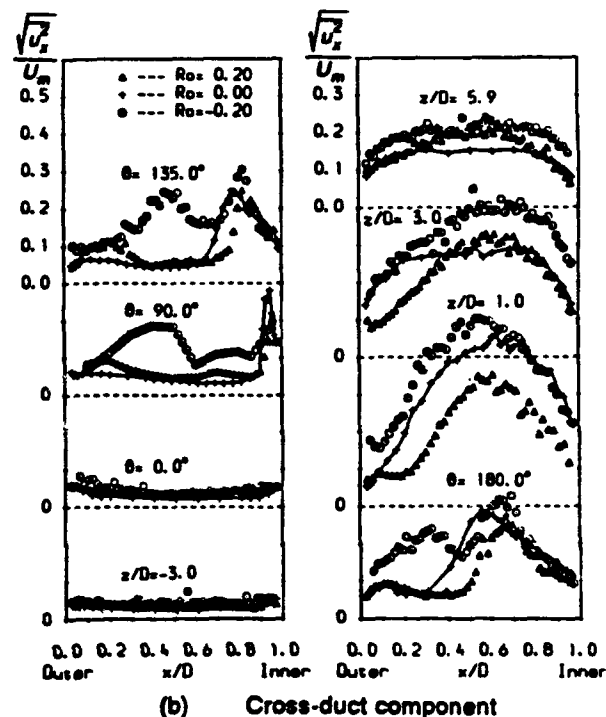 √u²ₓ / Uₘ
▲ --- Ro= 0.20
+ --- Ro= 0.00
● --- Ro=-0.20
0.5
0.4
0.3
0.2
0.1
0.0
0
0
0
θ= 135.0°
θ= 90.0°
θ= 0.0°
z/D=-3.0
0.0 0.2 0.4 0.6 0.8 1.0
Outer x/D Inner
√u²ₓ / Uₘ
0.3
0.2
0.1
0.0
0
0
0
z/D= 5.9
z/D= 3.0
z/D= 1.0
θ= 180.0°
0.0 0.2 0.4 0.6 0.8 1.0
Outer x/D Inner
(b) Cross-duct component